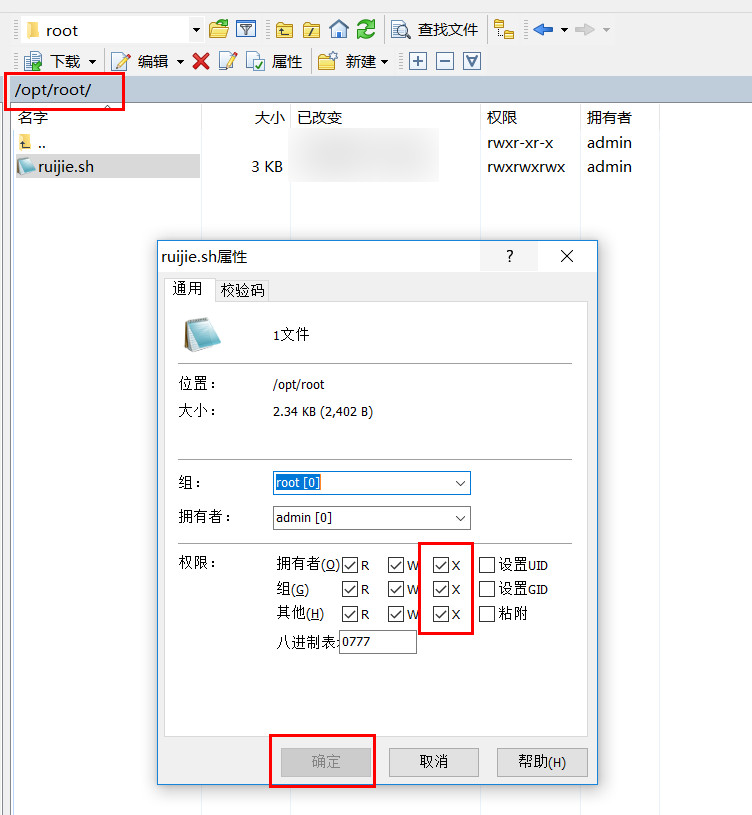 root 查找文件
下载 编辑 属性 新建
/opt/root/
名字 大小 已改变 权限 拥有者
.. rwxr-xr-x admin
ruijie.sh 3 KB rwxrwxrwx admin
ruijie.sh属性 ?
通用 校验码
1文件
位置: /opt/root
大小: 2.34 KB (2,402 B)
组: root [0]
拥有者: admin [0]
权限: 拥有者(O) R W X 设置UID
组(G) R W X 设置GID
其他(H) R W X 粘附
八进制表: 0777
确定 取消 帮助(H)